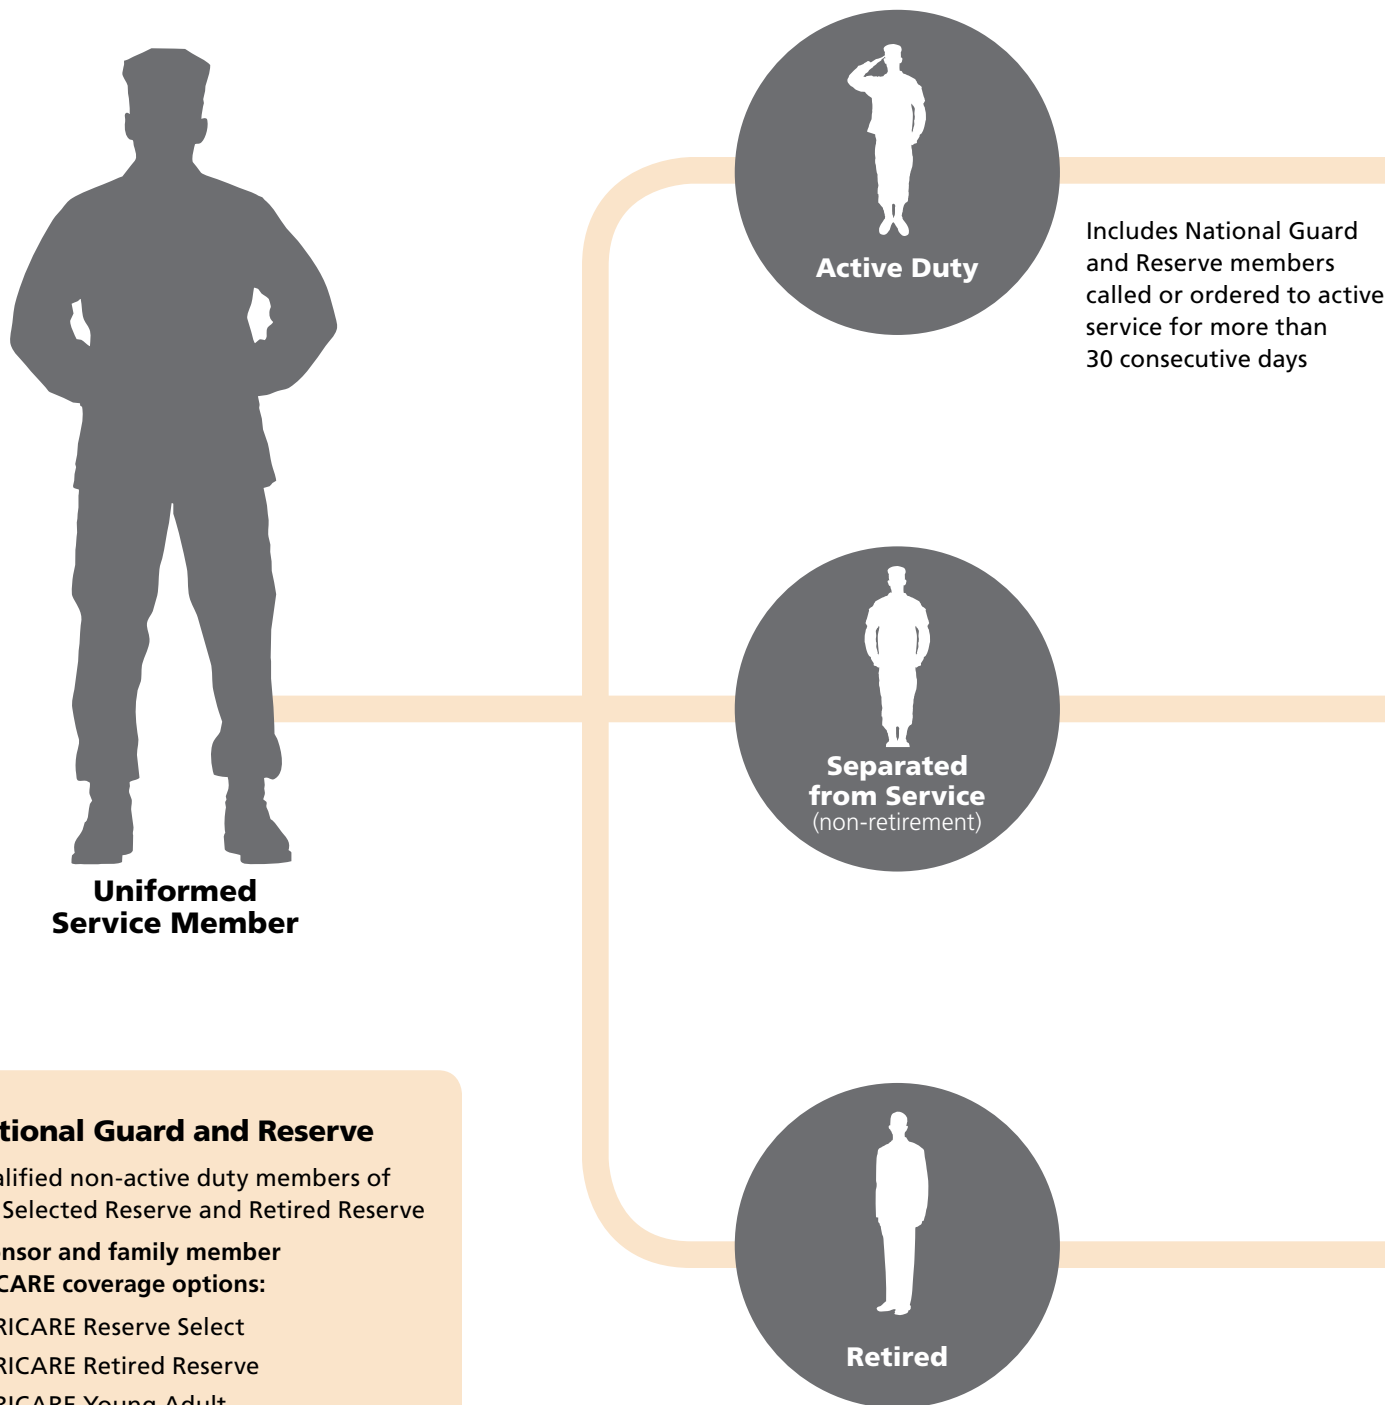 Active Duty
Includes National Guard
and Reserve members
called or ordered to active
service for more than
30 consecutive days
Separated
from Service
(non-retirement)
Uniformed
Service Member
tional Guard and Reserve
alified non-active duty members of
Selected Reserve and Retired Reserve
nsor and family member
CARE coverage options:
RICARE Reserve Select
RICARE Retired Reserve
RICARE Young Adult
Retired